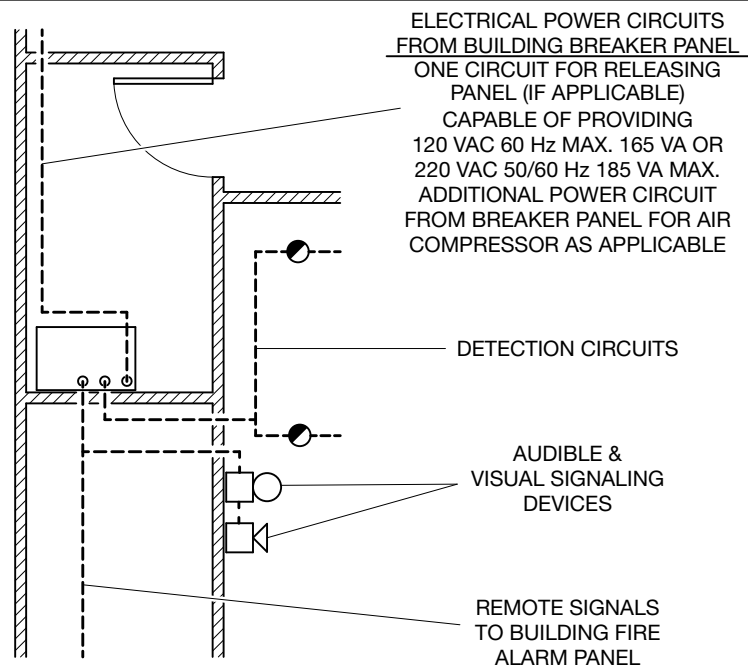 ELECTRICAL POWER CIRCUITS
FROM BUILDING BREAKER PANEL
ONE CIRCUIT FOR RELEASING
PANEL (IF APPLICABLE)
CAPABLE OF PROVIDING
120 VAC 60 Hz MAX. 165 VA OR
220 VAC 50/60 Hz 185 VA MAX.
ADDITIONAL POWER CIRCUIT
FROM BREAKER PANEL FOR AIR
COMPRESSOR AS APPLICABLE
DETECTION CIRCUITS
AUDIBLE &
VISUAL SIGNALING
DEVICES
REMOTE SIGNALS
TO BUILDING FIRE
ALARM PANEL